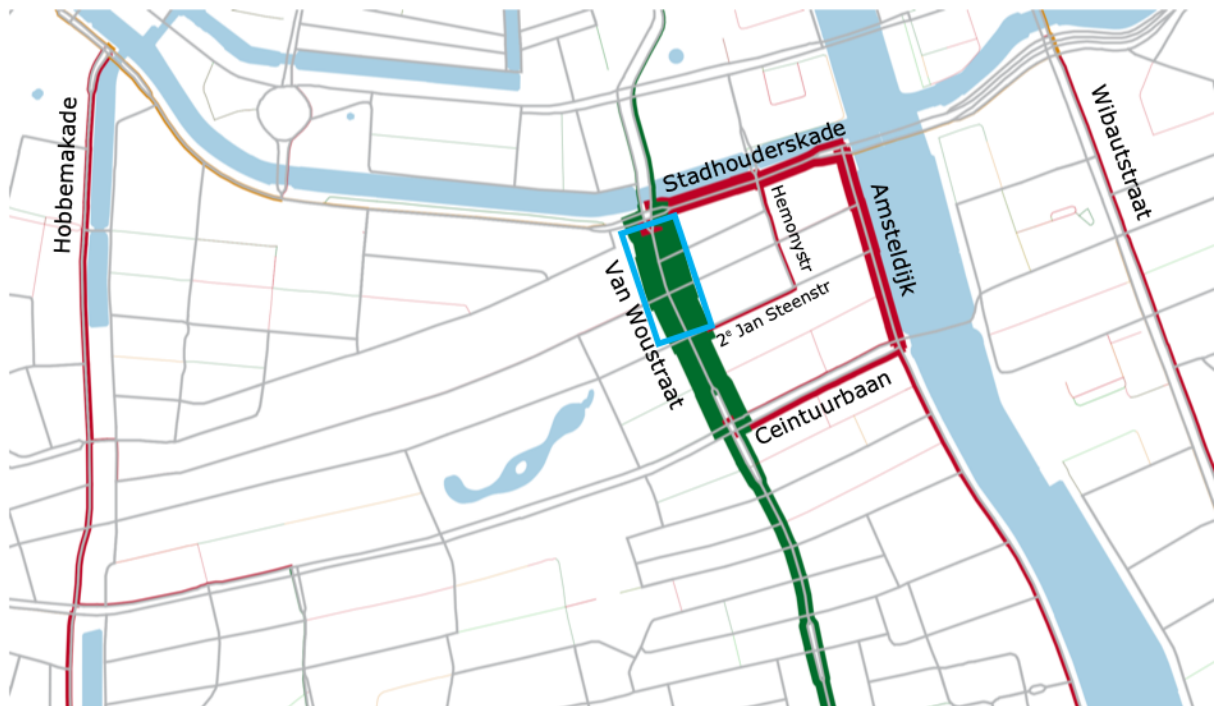 Hobbemakade
Stadhouderskade
Wibautstraat
Hemonystr
Amsteldijk
Van Woustraat
2e Jan Steenstr
Ceintuurbaan